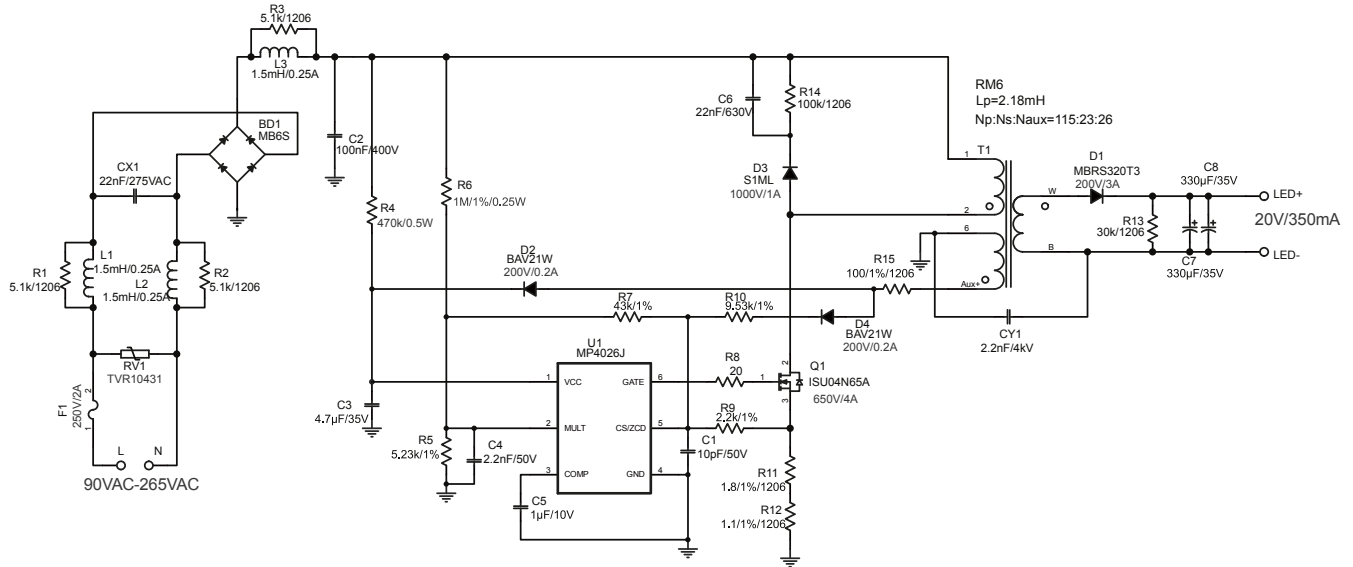 R3
5.1k/1206
L3
1.5mH/0.25A
BD1
MB6S
CX1
22nF/275VAC
L1
1.5mH/0.25A
L2
1.5mH/0.25A
R1
5.1k/1206
R2
5.1k/1206
RV1
TVR10431
F1
250V/2A
2
1
L
N
90VAC-265VAC
C2
100nF/400V
R4
470k/0.5W
R6
1M/1%/0.25W
C6
22nF/630V
R14
100k/1206
D3
S1ML
1000V/1A
D2
BAV21W
200V/0.2A
R7
43k/1%
R10
9.53k/1%
R15
100/1%/1206
D4
BAV21W
200V/0.2A
U1
MP4026J
1
VCC
GATE
6
2
MULT
CS/ZCD
5
3
COMP
GND
4
C3
4.7μF/35V
R5
5.23k/1%
C4
2.2nF/50V
C5
1μF/10V
R8
20
R9
2.2k/1%
C1
10pF/50V
Q1
ISU04N65A
650V/4A
2
1
3
R11
1.8/1%/1206
R12
1.1/1%/1206
RM6
Lp=2.18mH
Np:Ns:Naux=115:23:26
T1
1
2
6
Aux+
W
B
D1
MBRS320T3
200V/3A
R13
30k/1206
C8
330μF/35V
C7
330μF/35V
LED+
20V/350mA
LED-
CY1
2.2nF/4kV